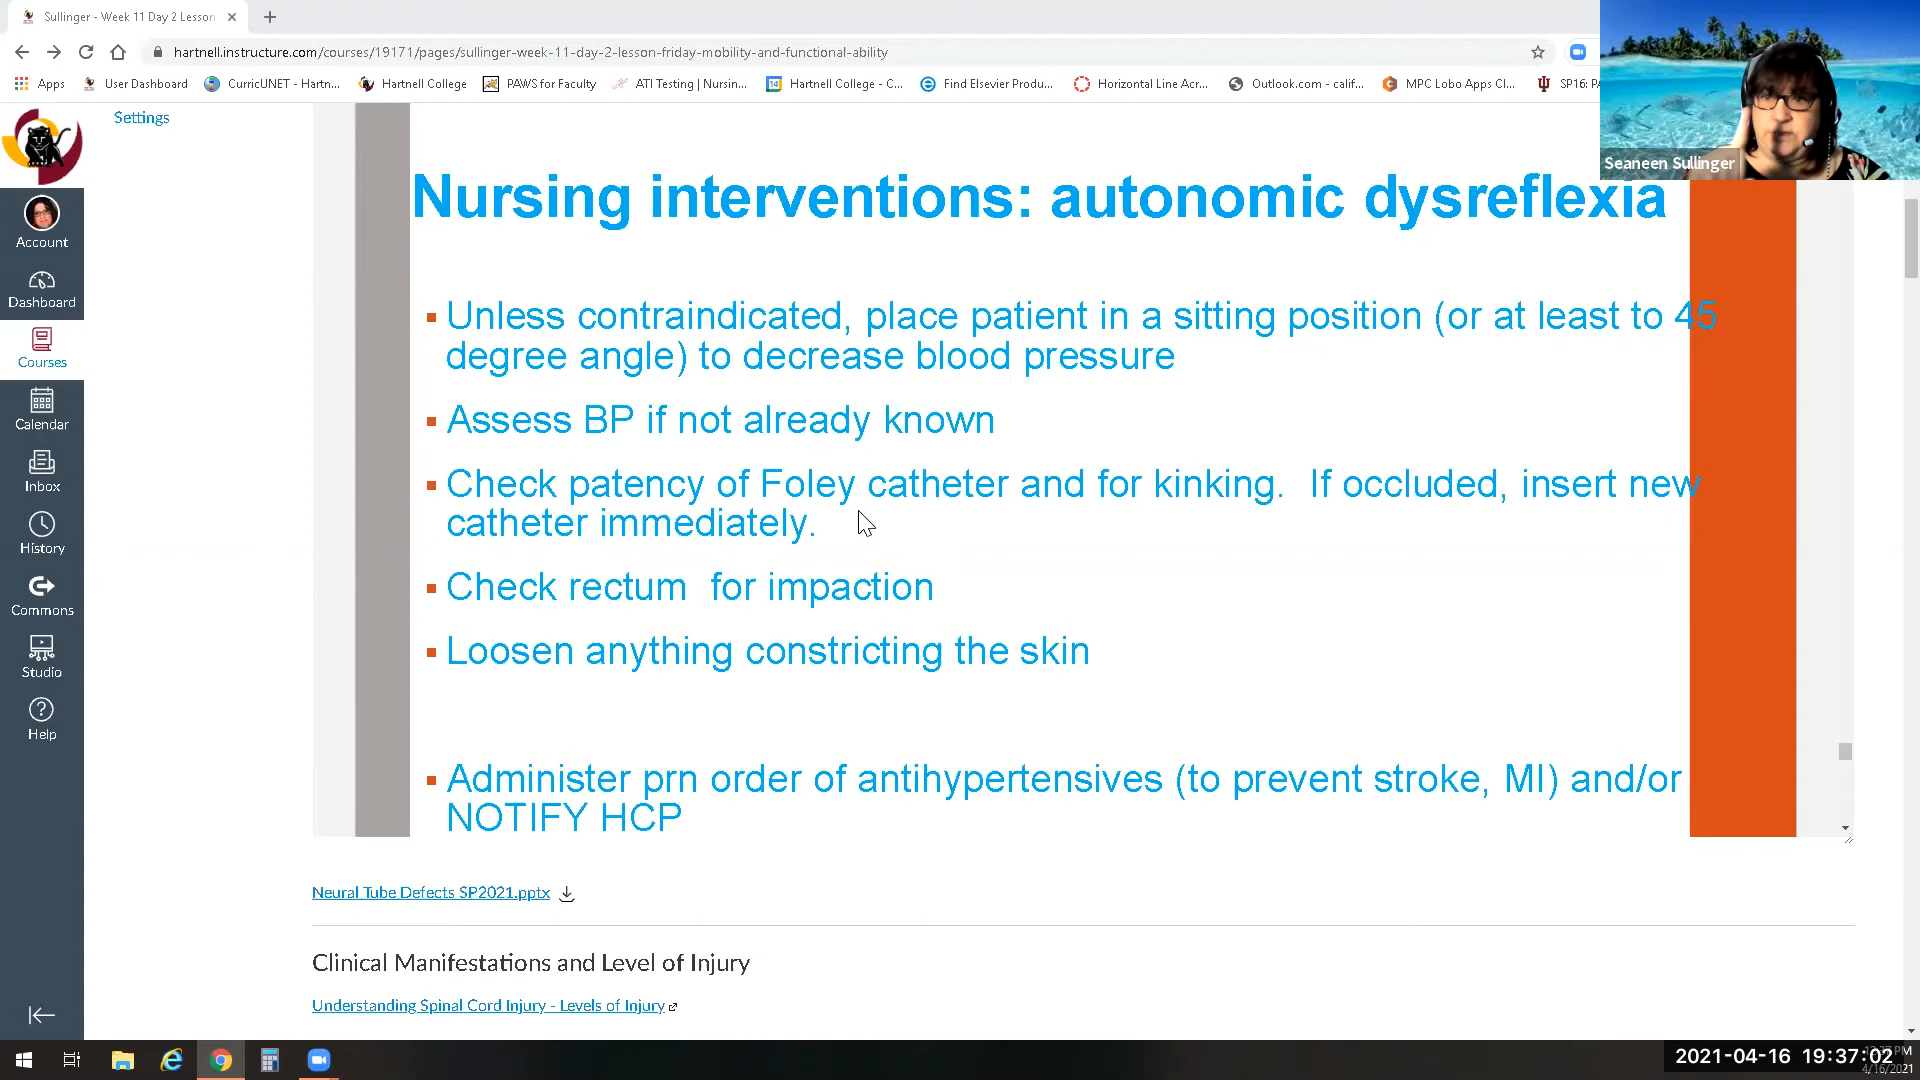 Sullinger - Week 11 Day 2 Lesson
hartnell.instructure.com/courses/19171/pages/sullinger-week-11-day-2-lesson-friday-mobility-and-functional-ability
Apps
User Dashboard
CurricUNET - Hartn...
Hartnell College
PAWS for Faculty
ATI Testing | Nursin...
14
Hartnell College - C...
Find Elsevier Produ...
Horizontal Line Acr...
Outlook.com - calif...
MPC Lobo Apps Cl...
Seaneen Sullinger
Settings
Account
Dashboard
Courses
Calendar
Inbox
History
Commons
Studio
Help
Nursing interventions: autonomic dysreflexia
▪ Unless contraindicated, place patient in a sitting position (or at least to 45
degree angle) to decrease blood pressure
▪ Assess BP if not already known
▪ Check patency of Foley catheter and for kinking. If occluded, insert new
catheter immediately.
▪ Check rectum for impaction
▪ Loosen anything constricting the skin
▪ Administer prn order of antihypertensives (to prevent stroke, MI) and/or
NOTIFY HCP
Neural Tube Defects SP2021.pptx
Clinical Manifestations and Level of Injury
Understanding Spinal Cord Injury - Levels of Injury
2021-04-16 19:37:02
4/16/2021